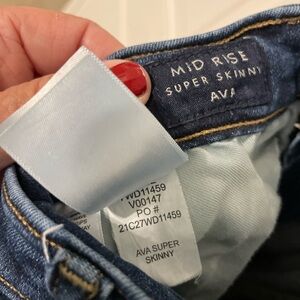 MID RISE
SUPER SKINNY
AVA
WD11459
V00147
PO #
21C27WD11459
AVA SUPER
SKINNY